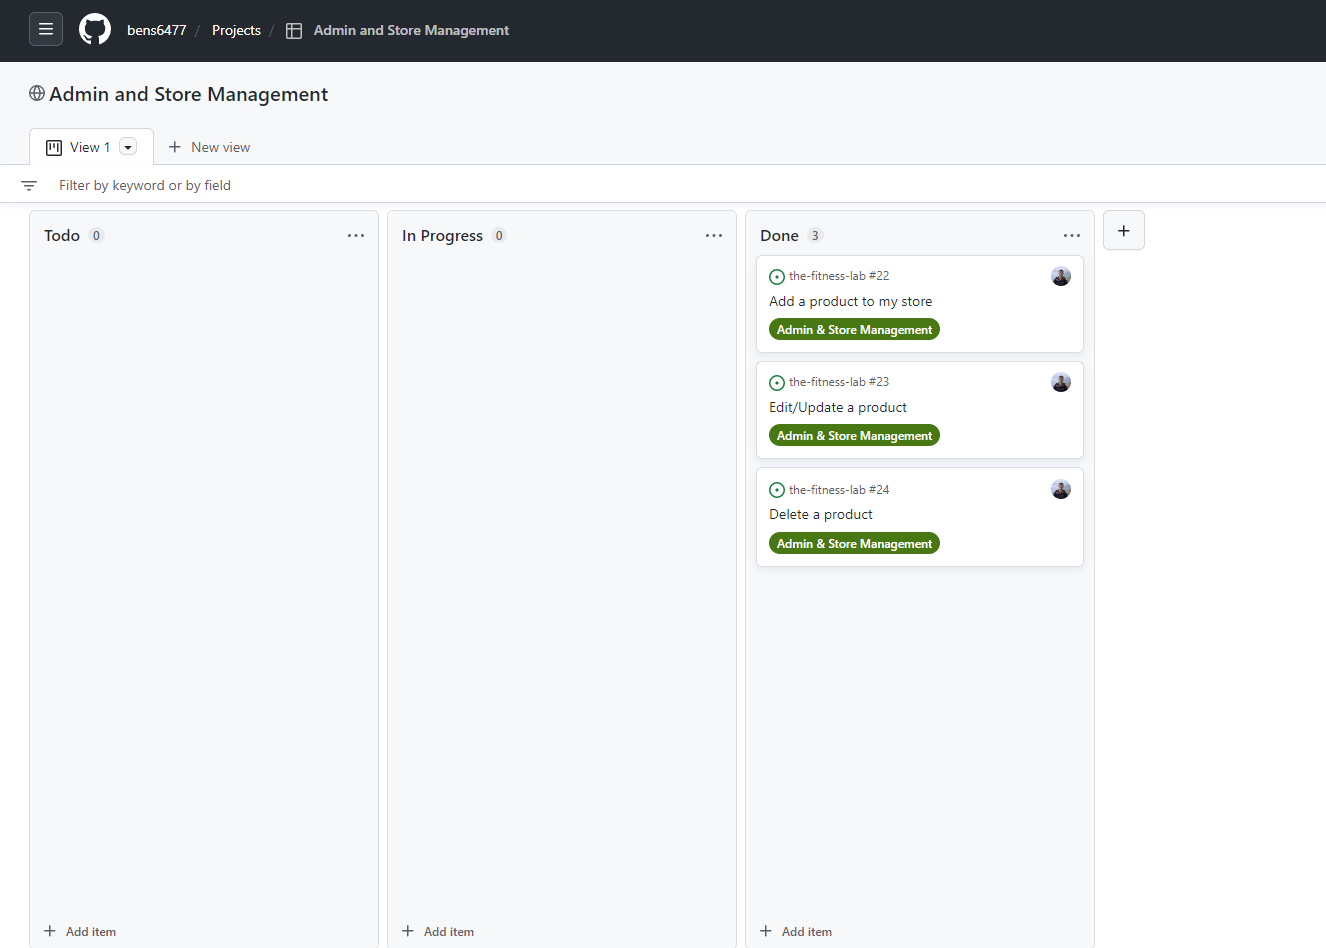 bens6477 / Projects / Admin and Store Management
Admin and Store Management
View 1
New view
Filter by keyword or by field
Todo 0
In Progress 0
Done 3
the-fitness-lab #22
Add a product to my store
Admin & Store Management
the-fitness-lab #23
Edit/Update a product
Admin & Store Management
the-fitness-lab #24
Delete a product
Admin & Store Management
Add item
Add item
Add item